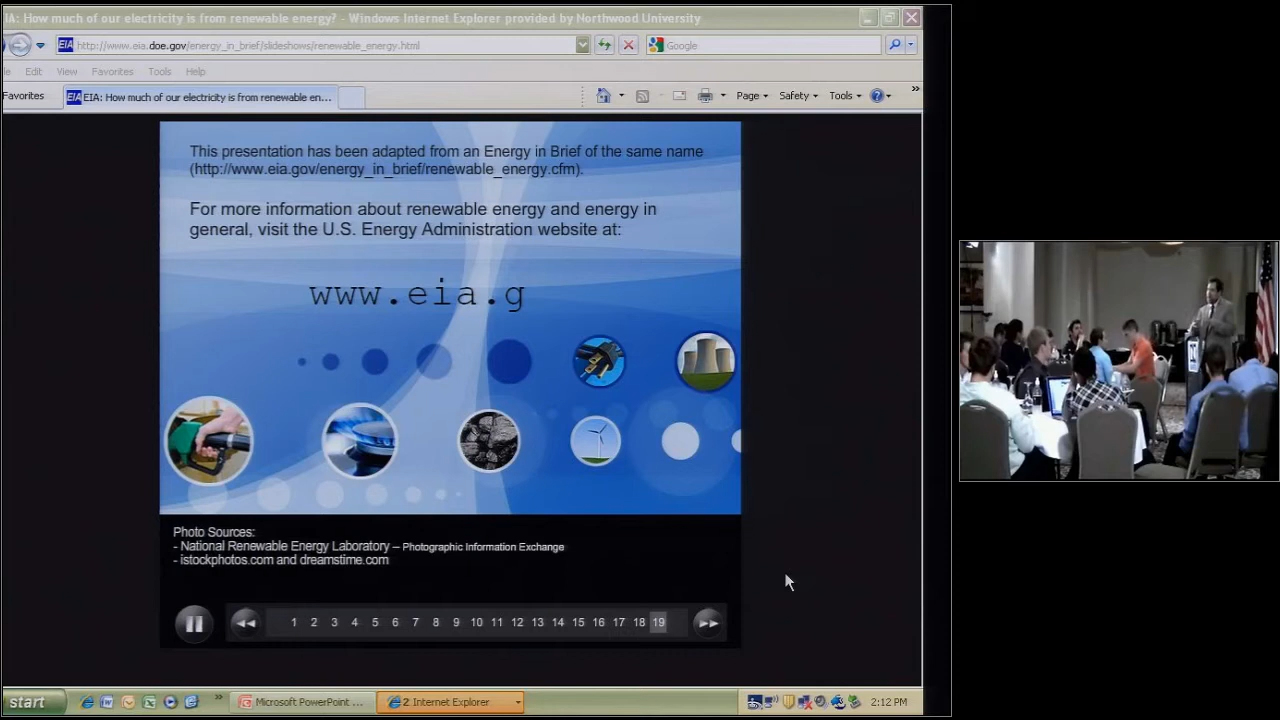 EIA: How much of our electricity is from renewable energy? - Windows Internet Explorer provided by Northwood University
EIA http://www.eia.doe.gov/energy_in_brief/slideshows/renewable_energy.html
Google
Edit View Favorites Tools Help
Favorites
EIA EIA: How much of our electricity is from renewable en...
Page Safety Tools
This presentation has been adapted from an Energy in Brief of the same name
(http://www.eia.gov/energy_in_brief/renewable_energy.cfm).
For more information about renewable energy and energy in
general, visit the U.S. Energy Administration website at:
www.eia.g
Photo Sources:
- National Renewable Energy Laboratory – Photographic Information Exchange
- istockphotos.com and dreamstime.com
1 2 3 4 5 6 7 8 9 10 11 12 13 14 15 16 17 18 19
start
Microsoft PowerPoint ...
2 Internet Explorer
2:12 PM